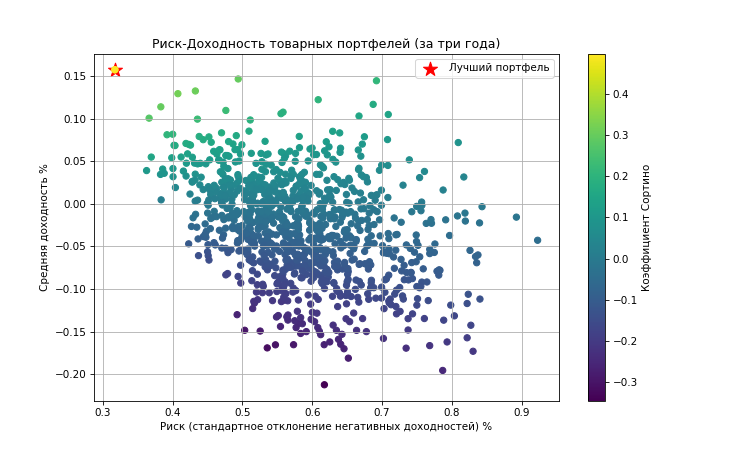 Риск-Доходность товарных портфелей (за три года)
Лучший портфель
Средняя доходность %
0.15
0.10
0.05
0.00
−0.05
−0.10
−0.15
−0.20
0.3 0.4 0.5 0.6 0.7 0.8 0.9
Риск (стандартное отклонение негативных доходностей) %
0.4
0.3
0.2
0.1
0.0
−0.1
−0.2
−0.3
Коэффициент Сортино